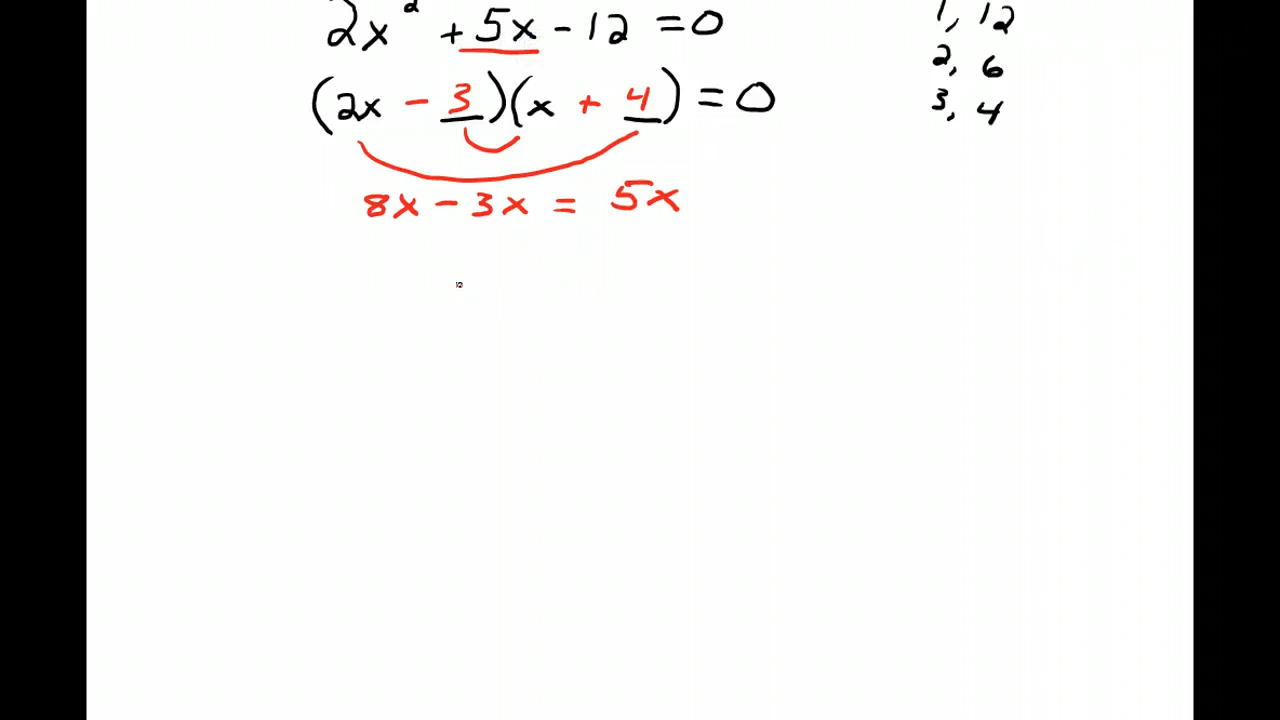 2x² + 5x - 12 = 0
(2x - 3)(x + 4) = 0
8x - 3x = 5x
1, 12
2, 6
3, 4